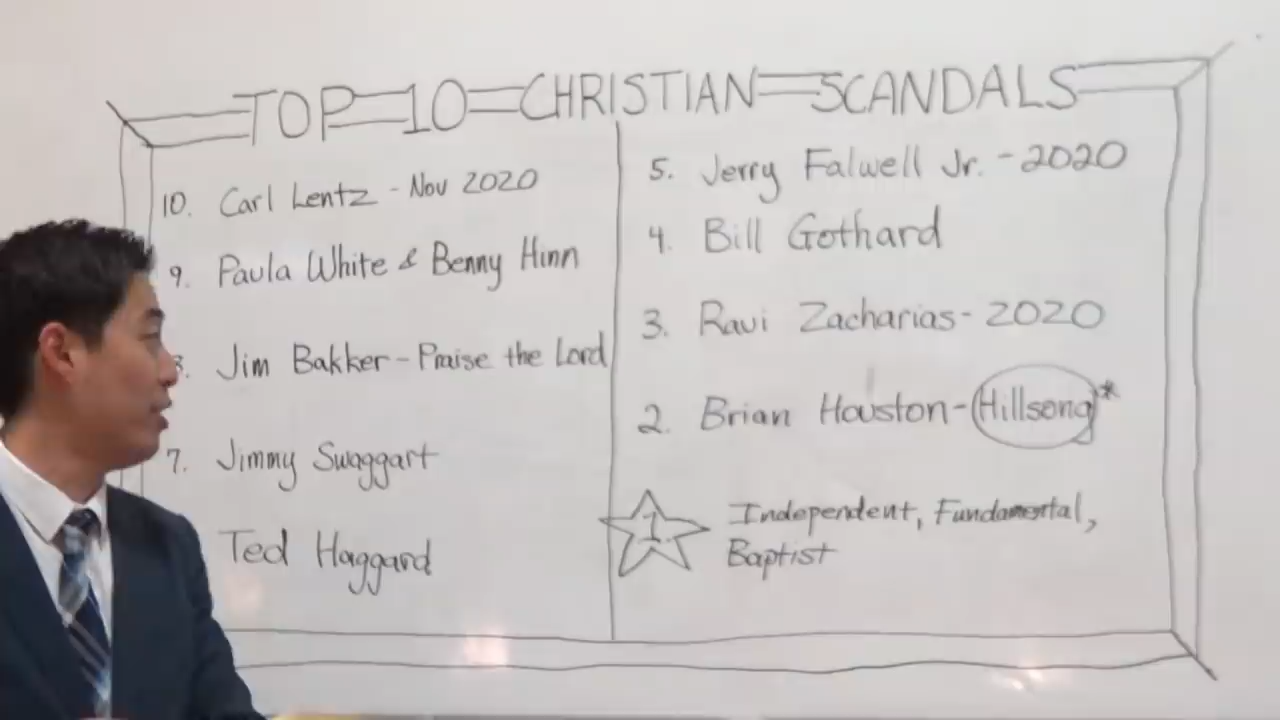 TOP 10 CHRISTIAN SCANDALS
10. Carl Lentz - Nov 2020
9. Paula White & Benny Hinn
8. Jim Bakker - Praise the Lord
7. Jimmy Swaggart
Ted Haggard
5. Jerry Falwell Jr. - 2020
4. Bill Gothard
3. Ravi Zacharias - 2020
2. Brian Houston - Hillsong*
1 Independent, Fundamental,
Baptist